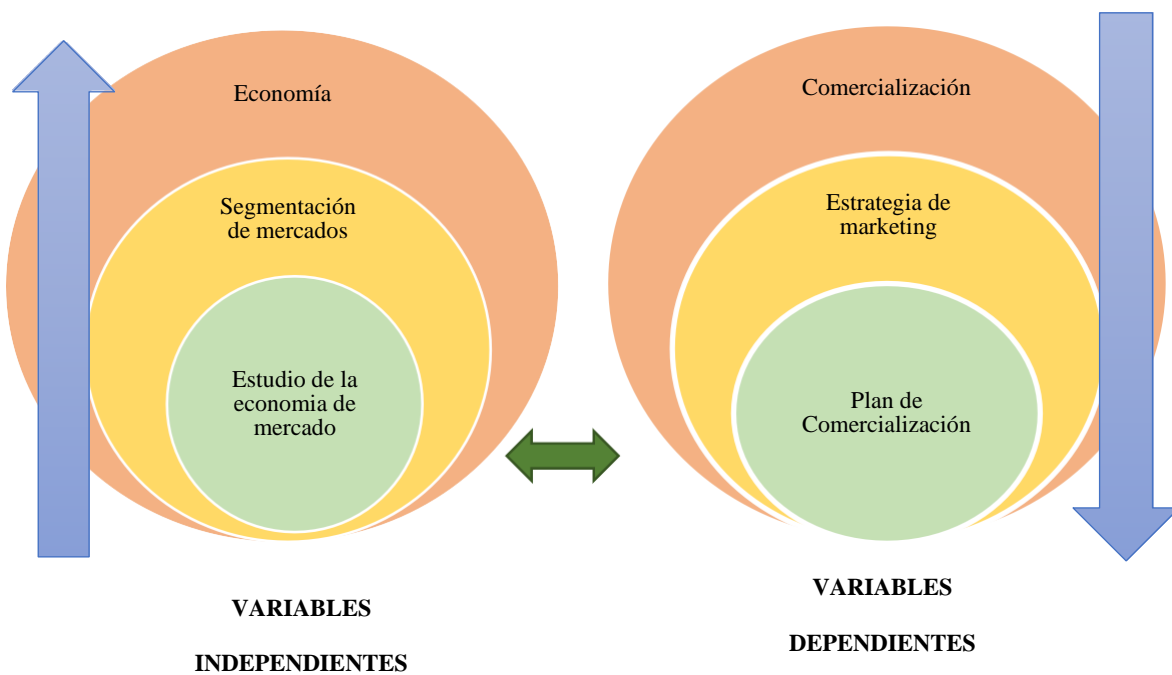 Economía
Segmentación
de mercados
Estudio de la
economia de
mercado
VARIABLES
INDEPENDIENTES
Comercialización
Estrategia de
marketing
Plan de
Comercialización
VARIABLES
DEPENDIENTES